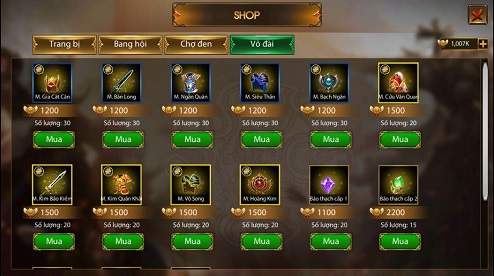 SHOP
Trang bị Bang hội Chợ đen Võ đài
1,007K
M. Gia Cát Cân M. Bàn Long M. Ngân Quân M. Siêu Thần M. Bạch Ngân M. Cửu Vân Quan
1200 1200 1200 1200 1200 1500
Số lượng: 30 Số lượng: 30 Số lượng: 30 Số lượng: 30 Số lượng: 30 Số lượng: 20
Mua Mua Mua Mua Mua Mua
M. Kim Bảo Kiếm M. Kim Quân Khải M. Vô Song M. Hoàng Kim Bảo thạch cấp 1 Bảo thạch cấp 2
1500 1500 1500 1500 1100 2200
Số lượng: 20 Số lượng: 20 Số lượng: 20 Số lượng: 20 Số lượng: 30 Số lượng: 15
Mua Mua Mua Mua Mua Mua